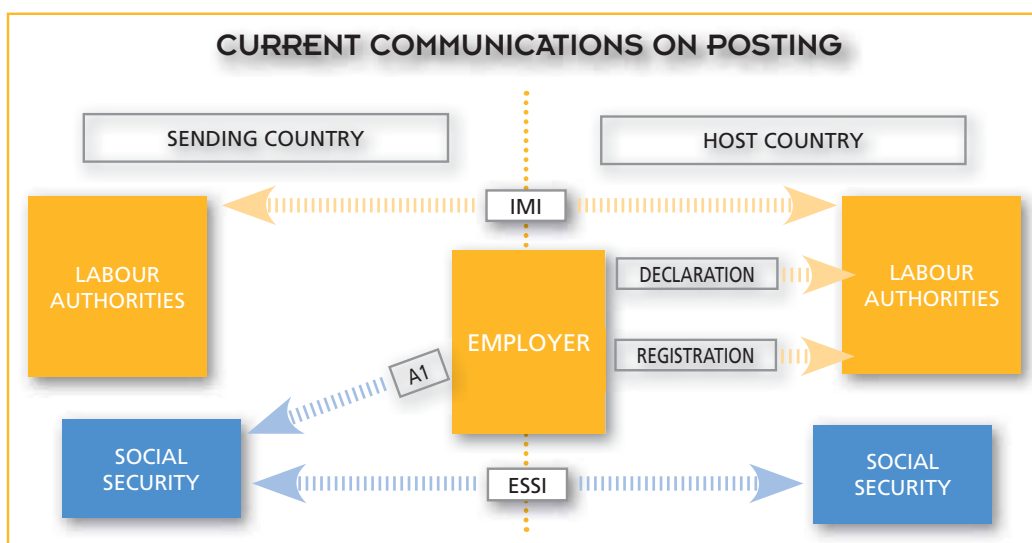 CURRENT COMMUNICATIONS ON POSTING
SENDING COUNTRY
HOST COUNTRY
IMI
LABOUR
AUTHORITIES
EMPLOYER
DECLARATION
REGISTRATION
LABOUR
AUTHORITIES
A1
SOCIAL
SECURITY
ESSI
SOCIAL
SECURITY